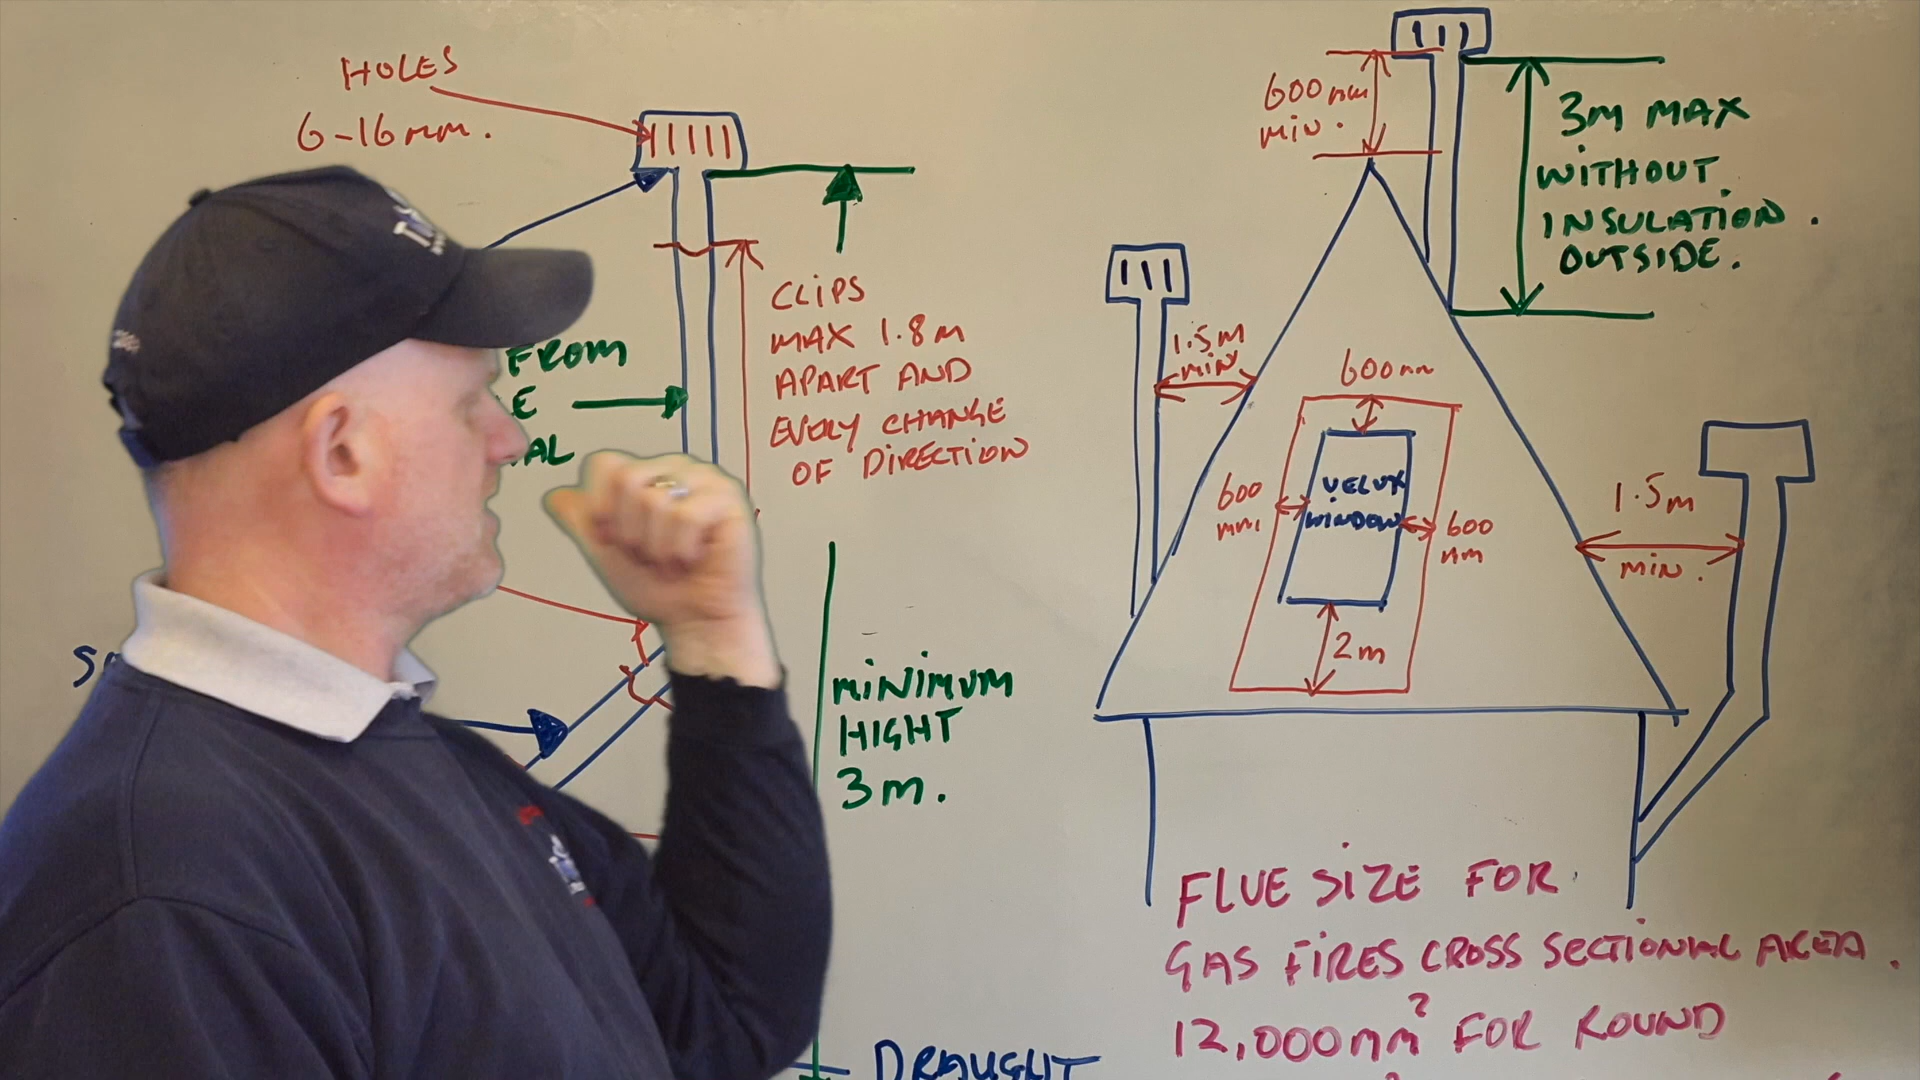 HOLES
6-16mm.
FROM
CLIPS
MAX 1.8m
APART AND
EVERY CHANGE
OF DIRECTION
MINIMUM
HIGHT
3m.
DRAUGHT
600mm
MIN.
3m MAX
WITHOUT
INSULATION.
OUTSIDE.
1.5m
MIN
600mm
VELUX
WINDOW
600
mm
600
mm
2m
1.5m
MIN.
FLUE SIZE FOR
GAS FIRES CROSS SECTIONAL AREA.
12,000mm² FOR ROUND